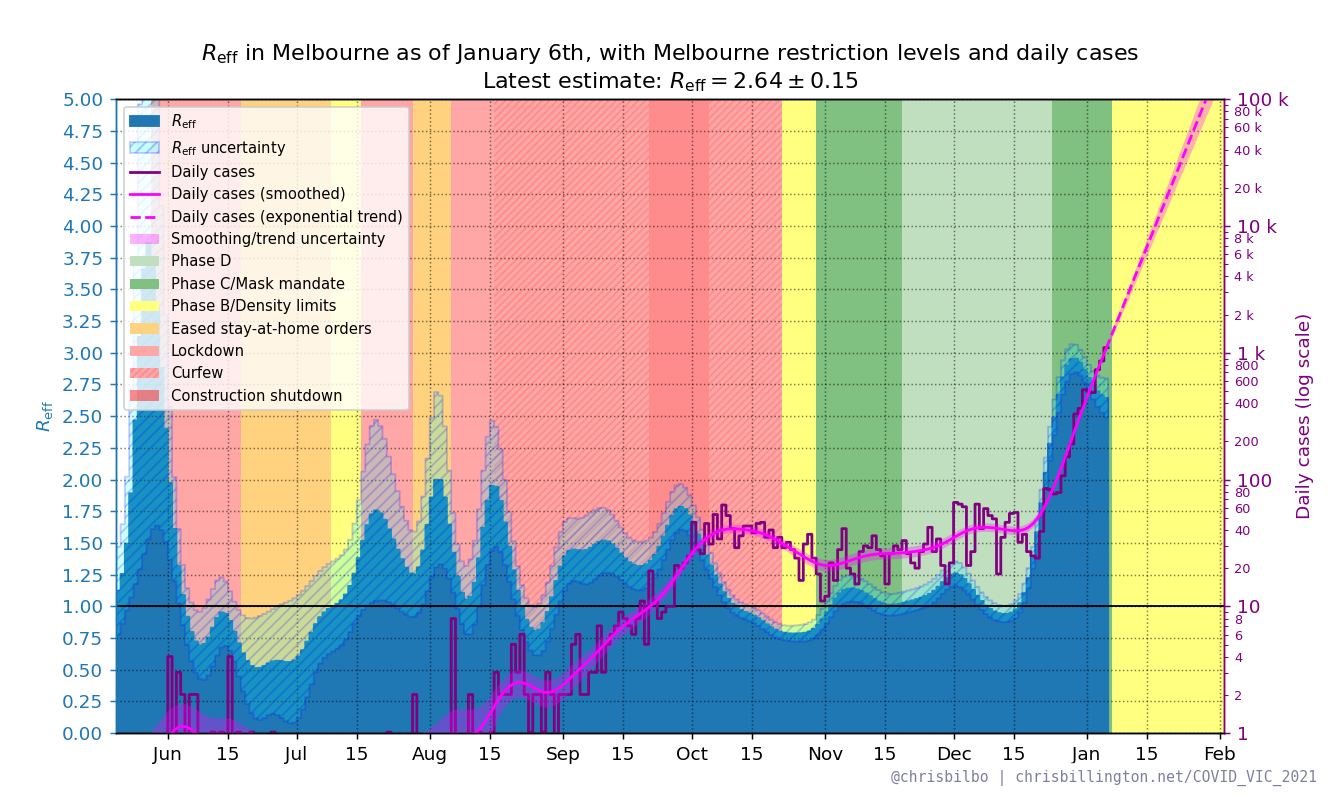 R_eff in Melbourne as of January 6th, with Melbourne restriction levels and daily cases
Latest estimate: R_eff = 2.64 ± 0.15
5.00
4.75
4.50
4.25
4.00
3.75
3.50
3.25
3.00
2.75
2.50
2.25
2.00
1.75
1.50
1.25
1.00
0.75
0.50
0.25
0.00
R_eff
R_eff
R_eff uncertainty
Daily cases
Daily cases (smoothed)
Daily cases (exponential trend)
Smoothing/trend uncertainty
Phase D
Phase C/Mask mandate
Phase B/Density limits
Eased stay-at-home orders
Lockdown
Curfew
Construction shutdown
100 k
80 k
60 k
40 k
20 k
10 k
8 k
6 k
4 k
2 k
1 k
800
600
400
200
100
80
60
40
20
10
8
6
4
2
1
Daily cases (log scale)
Jun 15 Jul 15 Aug 15 Sep 15 Oct 15 Nov 15 Dec 15 Jan 15 Feb
@chrisbilbo | chrisbillington.net/COVID_VIC_2021